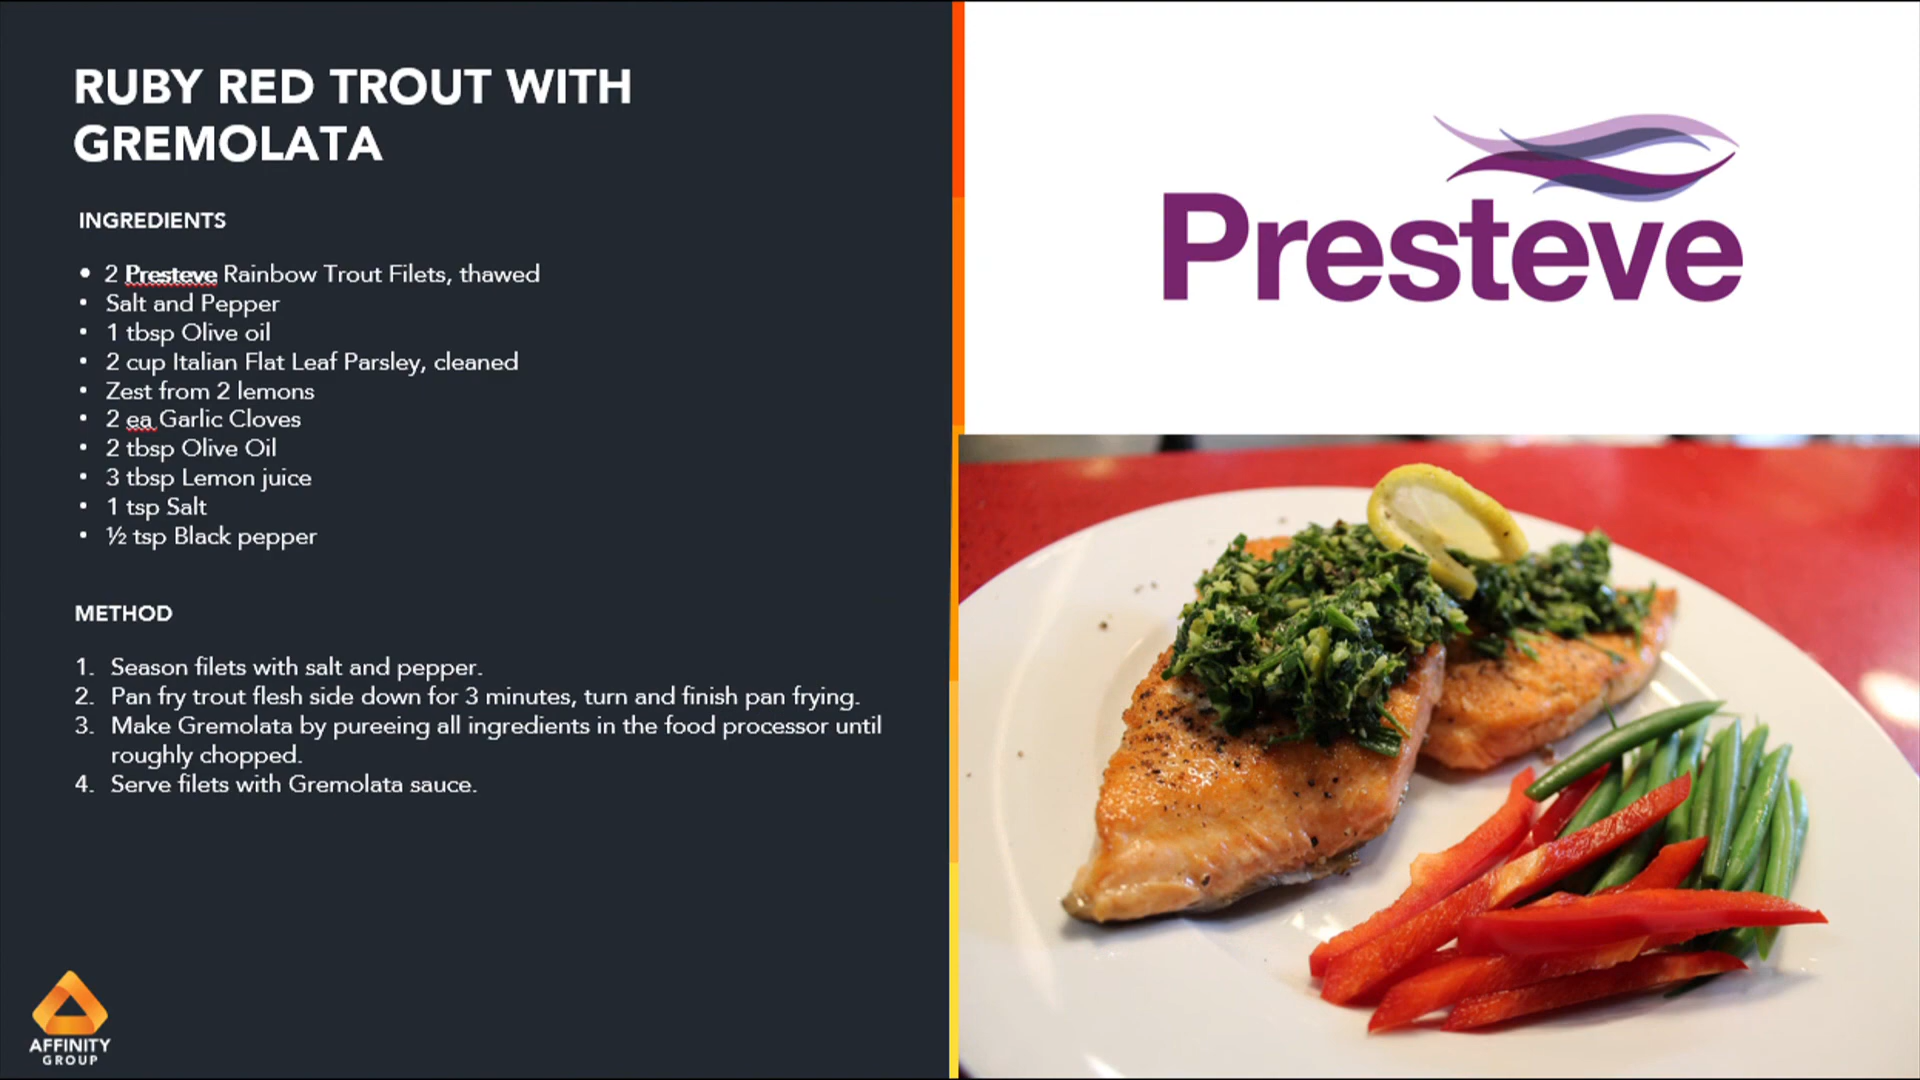 RUBY RED TROUT WITH
GREMOLATA
INGREDIENTS
• 2 Presteve Rainbow Trout Filets, thawed
• Salt and Pepper
• 1 tbsp Olive oil
• 2 cup Italian Flat Leaf Parsley, cleaned
• Zest from 2 lemons
• 2 ea Garlic Cloves
• 2 tbsp Olive Oil
• 3 tbsp Lemon juice
• 1 tsp Salt
• ½ tsp Black pepper
METHOD
1. Season filets with salt and pepper.
2. Pan fry trout flesh side down for 3 minutes, turn and finish pan frying.
3. Make Gremolata by pureeing all ingredients in the food processor until
roughly chopped.
4. Serve filets with Gremolata sauce.
AFFINITY
GROUP
Presteve